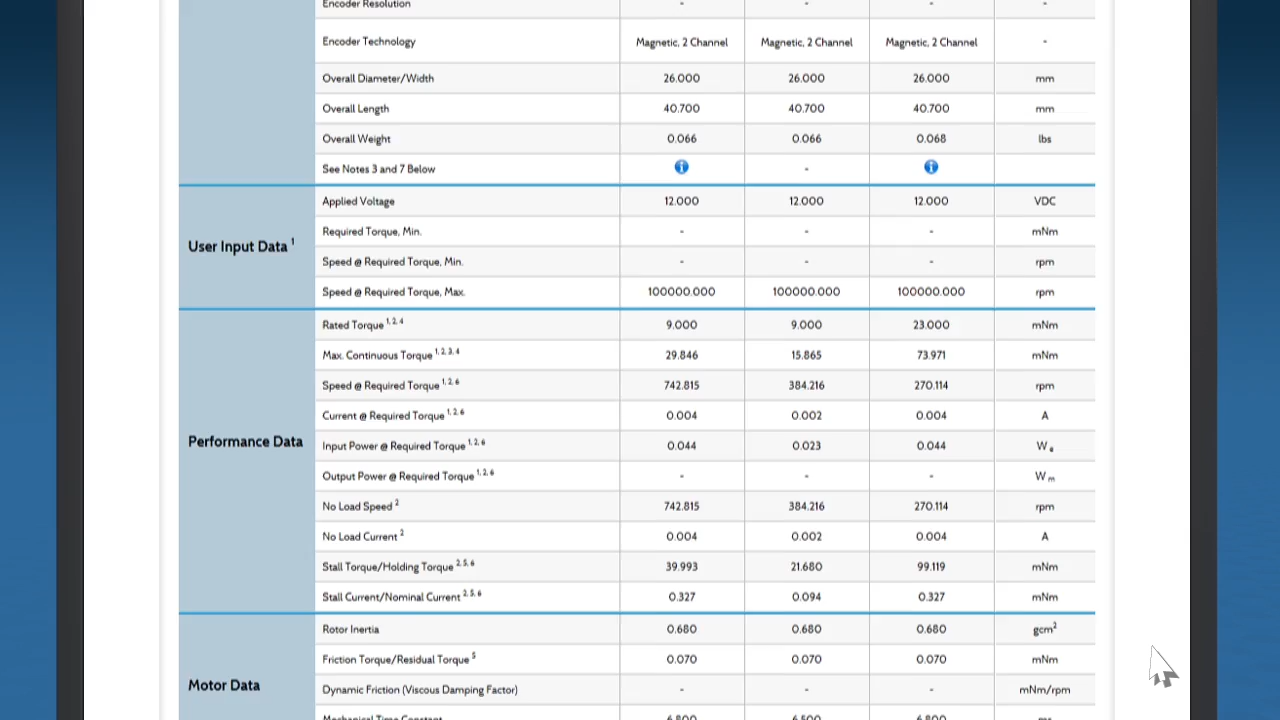 Encoder Resolution - - - -
Encoder Technology Magnetic, 2 Channel Magnetic, 2 Channel Magnetic, 2 Channel -
Overall Diameter/Width 26.000 26.000 26.000 mm
Overall Length 40.700 40.700 40.700 mm
Overall Weight 0.066 0.066 0.068 lbs
See Notes 3 and 7 Below i - i
User Input Data 1
Applied Voltage 12.000 12.000 12.000 VDC
Required Torque, Min. - - - mNm
Speed @ Required Torque, Min. - - - rpm
Speed @ Required Torque, Max. 100000.000 100000.000 100000.000 rpm
Performance Data
Rated Torque 1, 2, 4 9.000 9.000 23.000 mNm
Max. Continuous Torque 1, 2, 3, 4 29.846 15.865 73.971 mNm
Speed @ Required Torque 1, 2, 6 742.815 384.216 270.114 rpm
Current @ Required Torque 1, 2, 6 0.004 0.002 0.004 A
Input Power @ Required Torque 1, 2, 6 0.044 0.023 0.044 W e
Output Power @ Required Torque 1, 2, 6 - - - W m
No Load Speed 2 742.815 384.216 270.114 rpm
No Load Current 2 0.004 0.002 0.004 A
Stall Torque/Holding Torque 2, 5, 6 39.993 21.680 99.119 mNm
Stall Current/Nominal Current 2, 5, 6 0.327 0.094 0.327 mNm
Motor Data
Rotor Inertia 0.680 0.680 0.680 gcm2
Friction Torque/Residual Torque 5 0.070 0.070 0.070 mNm
Dynamic Friction (Viscous Damping Factor) - - - mNm/rpm
Mechanical Time Constant 6.800 6.500 6.800 ms